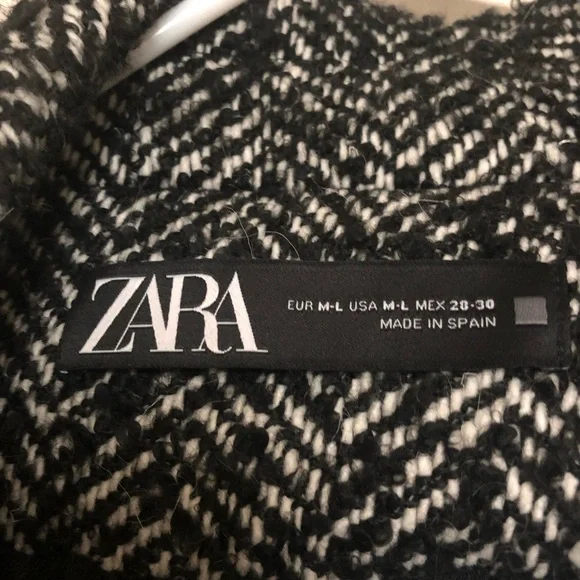 ZARA
EUR M-L USA M-L MEX 28-30
MADE IN SPAIN